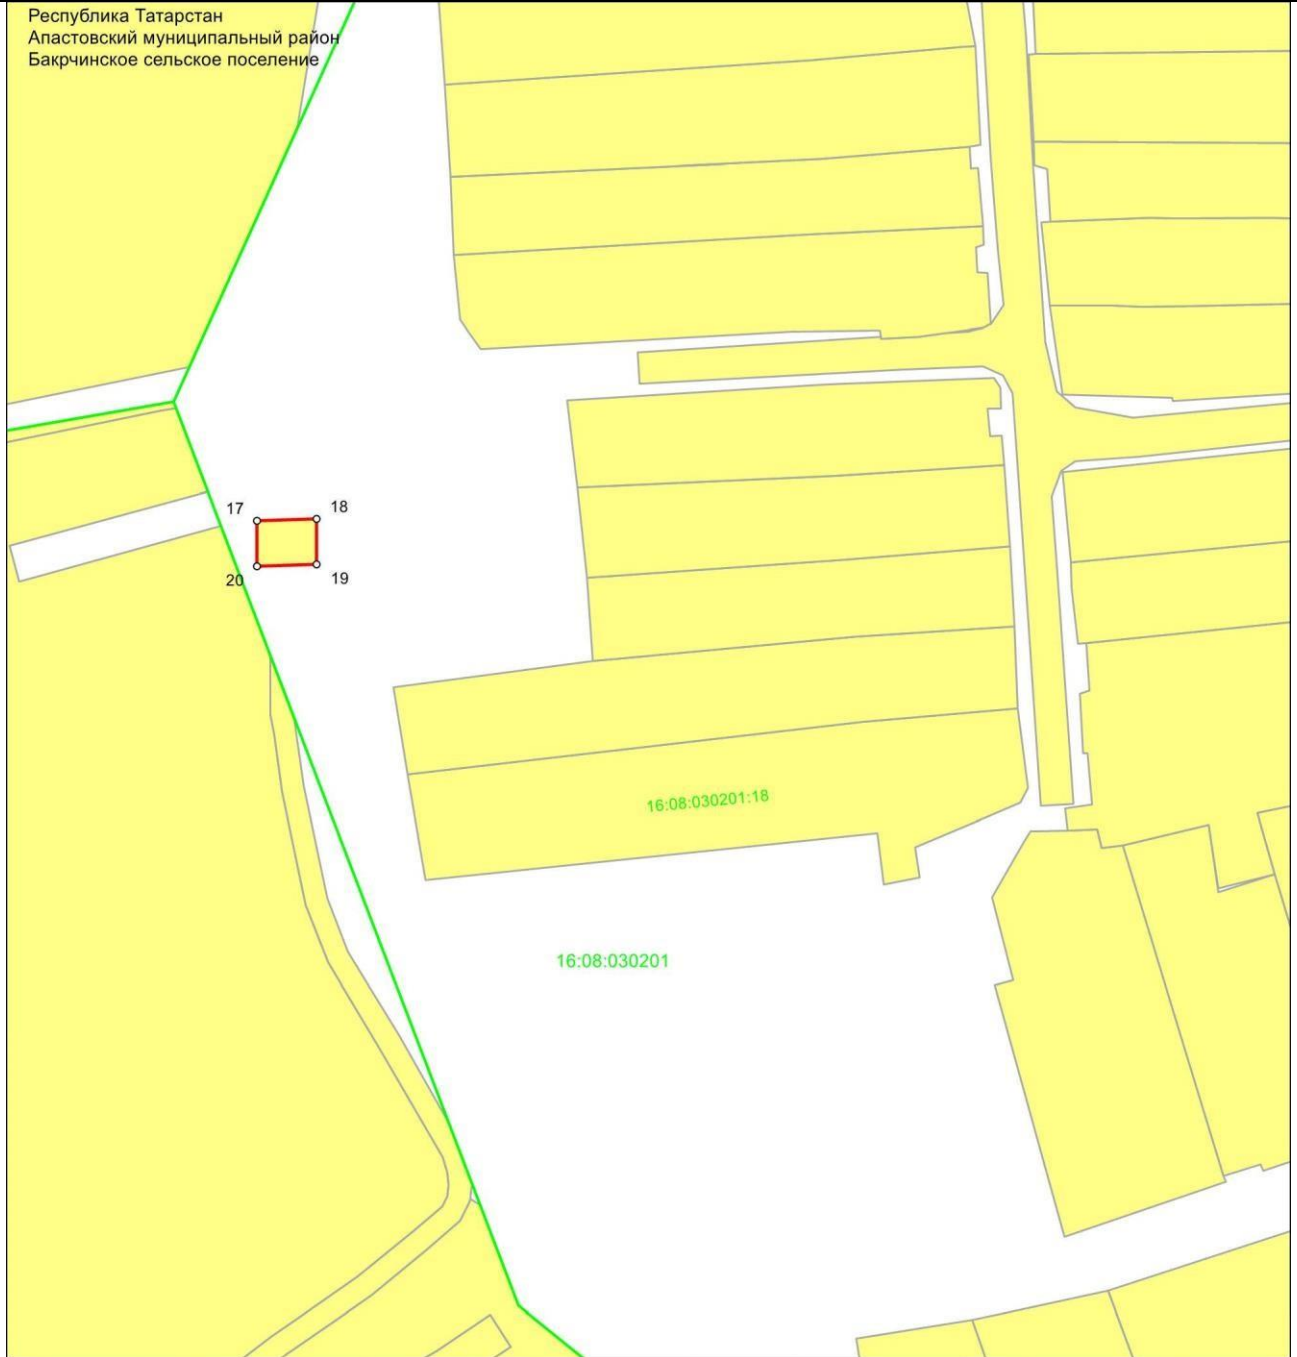 Республика Татарстан
Апастовский муниципальный район
Бакрчинское сельское поселение
17
18
20
19
16:08:030201:18
16:08:030201